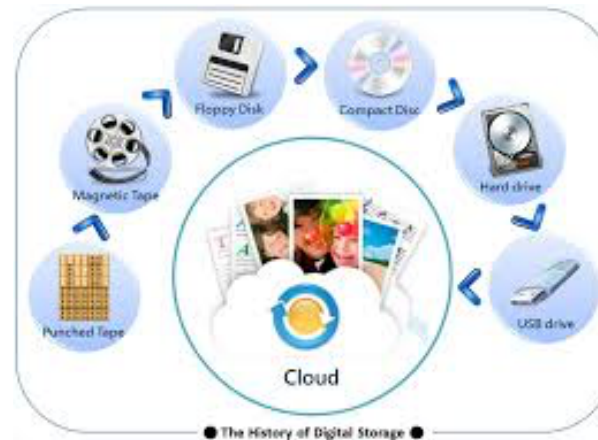 Punched Tape
Magnetic Tape
Floppy Disk
Compact Disc
Hard drive
USB drive
Cloud
The History of Digital Storage